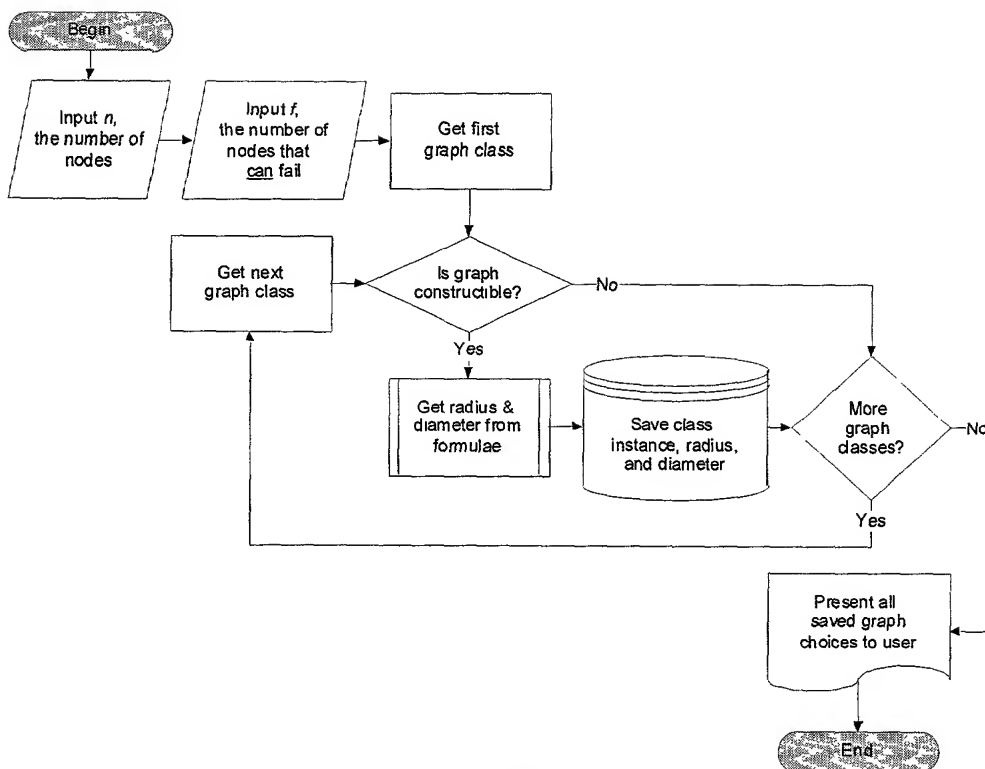 Begin
Input n,
the number of
nodes
Input f,
the number of
nodes that
can fail
Get first
graph class
Get next
graph class
Is graph
constructible?
No
Yes
Get radius &
diameter from
formulae
Save class
instance, radius,
and diameter
More
graph
classes?
No
Yes
Present all
saved graph
choices to user
End